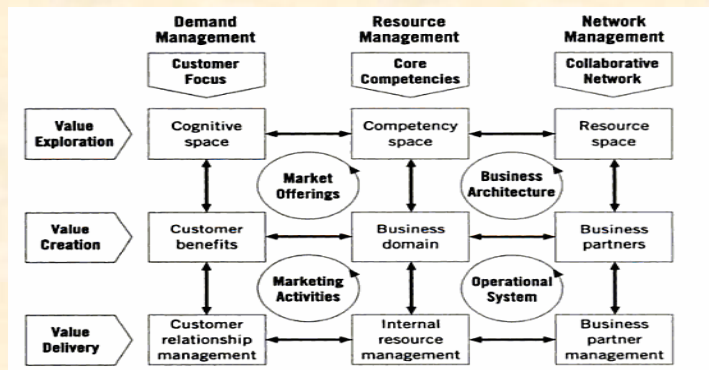 Demand
Management
Resource
Management
Network
Management
Customer
Focus
Core
Competencies
Collaborative
Network
Value
Exploration
Cognitive
space
Competency
space
Resource
space
Market
Offerings
Business
Architecture
Value
Creation
Customer
benefits
Business
domain
Business
partners
Marketing
Activities
Operational
System
Value
Delivery
Customer
relationship
management
Internal
resource
management
Business
partner
management